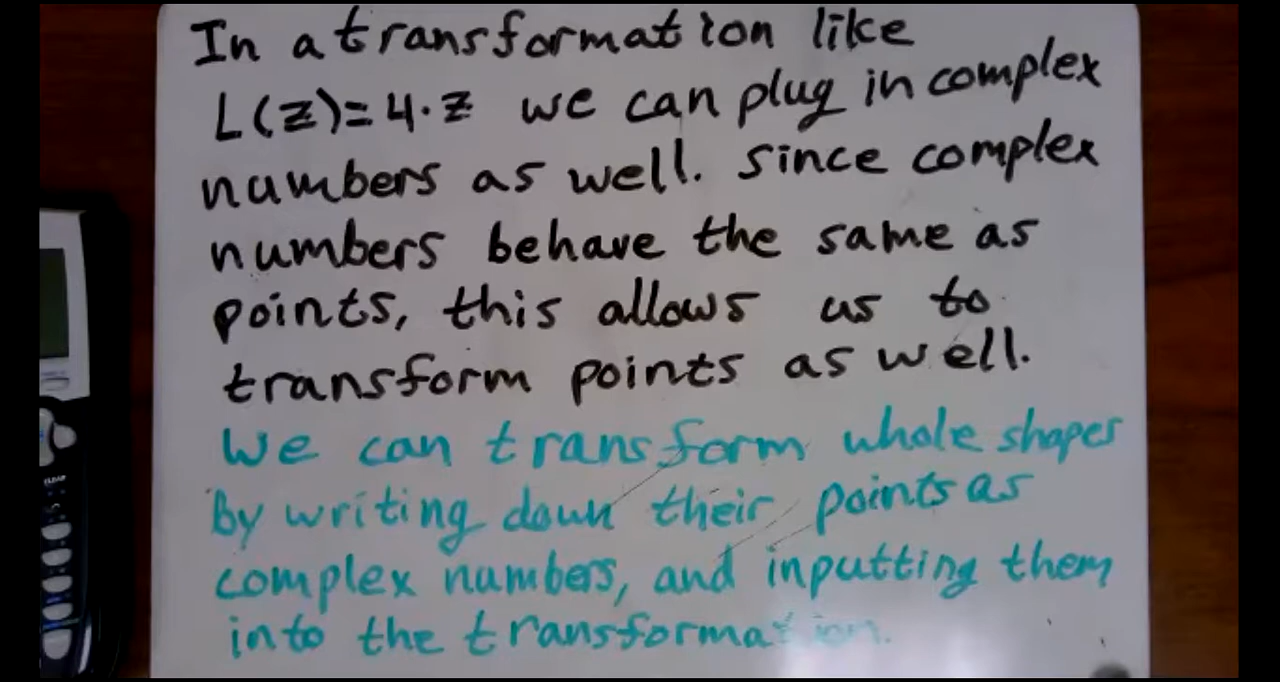 In a transformation like
L(z)=4·z we can plug in complex
numbers as well. since complex
numbers behave the same as
points, this allows us to
transform points as well.
We can transform whole shapes
by writing down their points as
complex numbers, and inputting them
into the transformation.